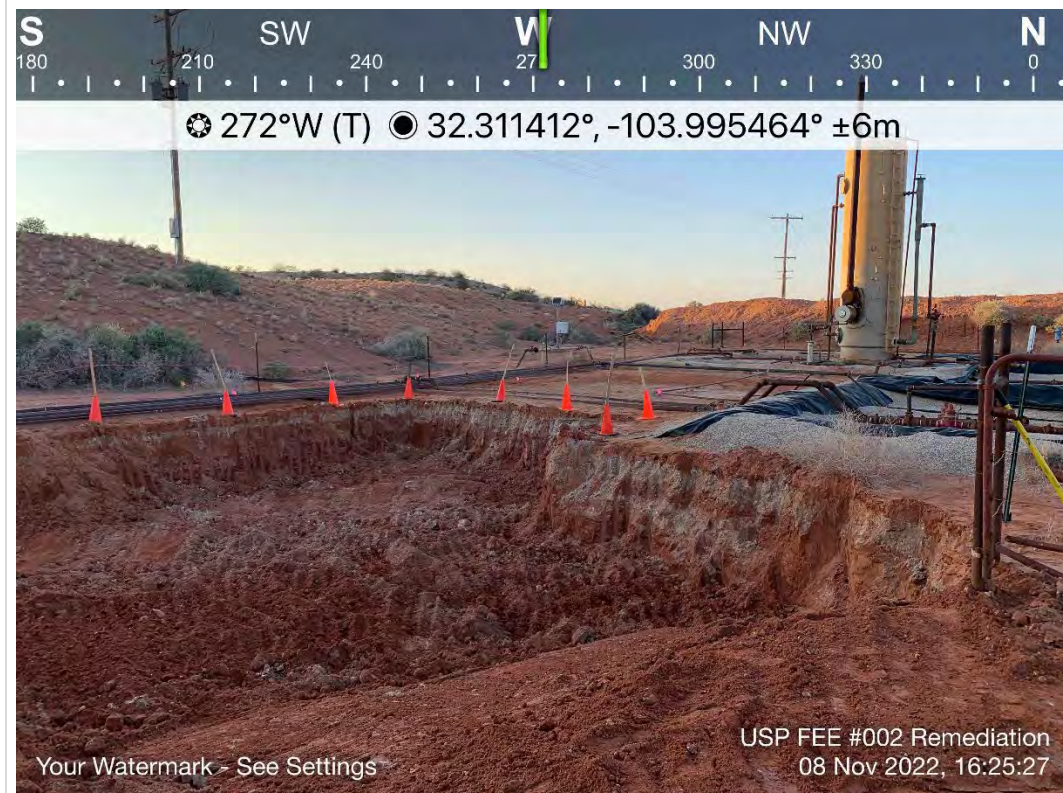 S SW W NW N
180 210 240 27 300 330 0
272°W (T) 32.311412°, -103.995464° ±6m
USP FEE #002 Remediation
Your Watermark - See Settings
08 Nov 2022, 16:25:27